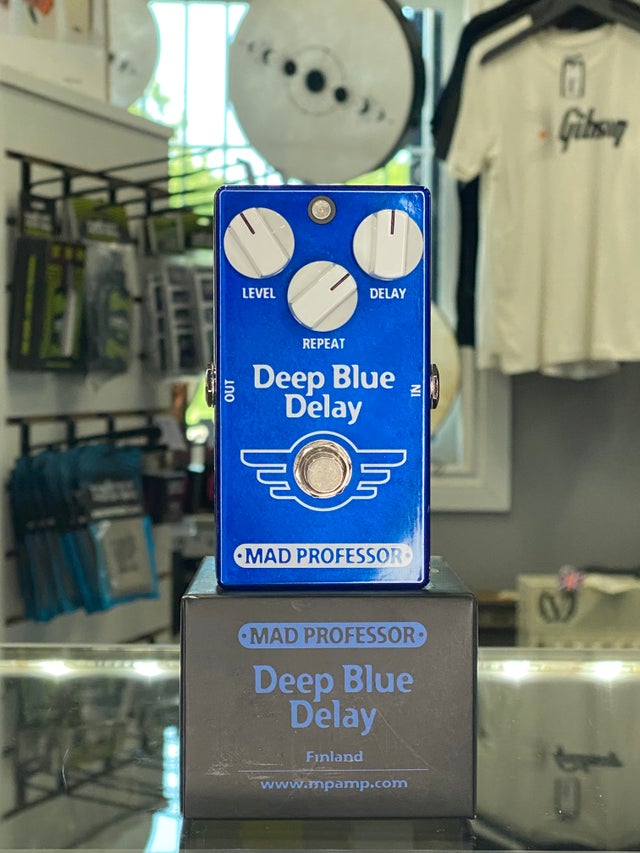 Gibson
LEVEL
DELAY
REPEAT
OUT
IN
Deep Blue
Delay
MAD PROFESSOR
MAD PROFESSOR
Deep Blue
Delay
Finland
www.mpamp.com